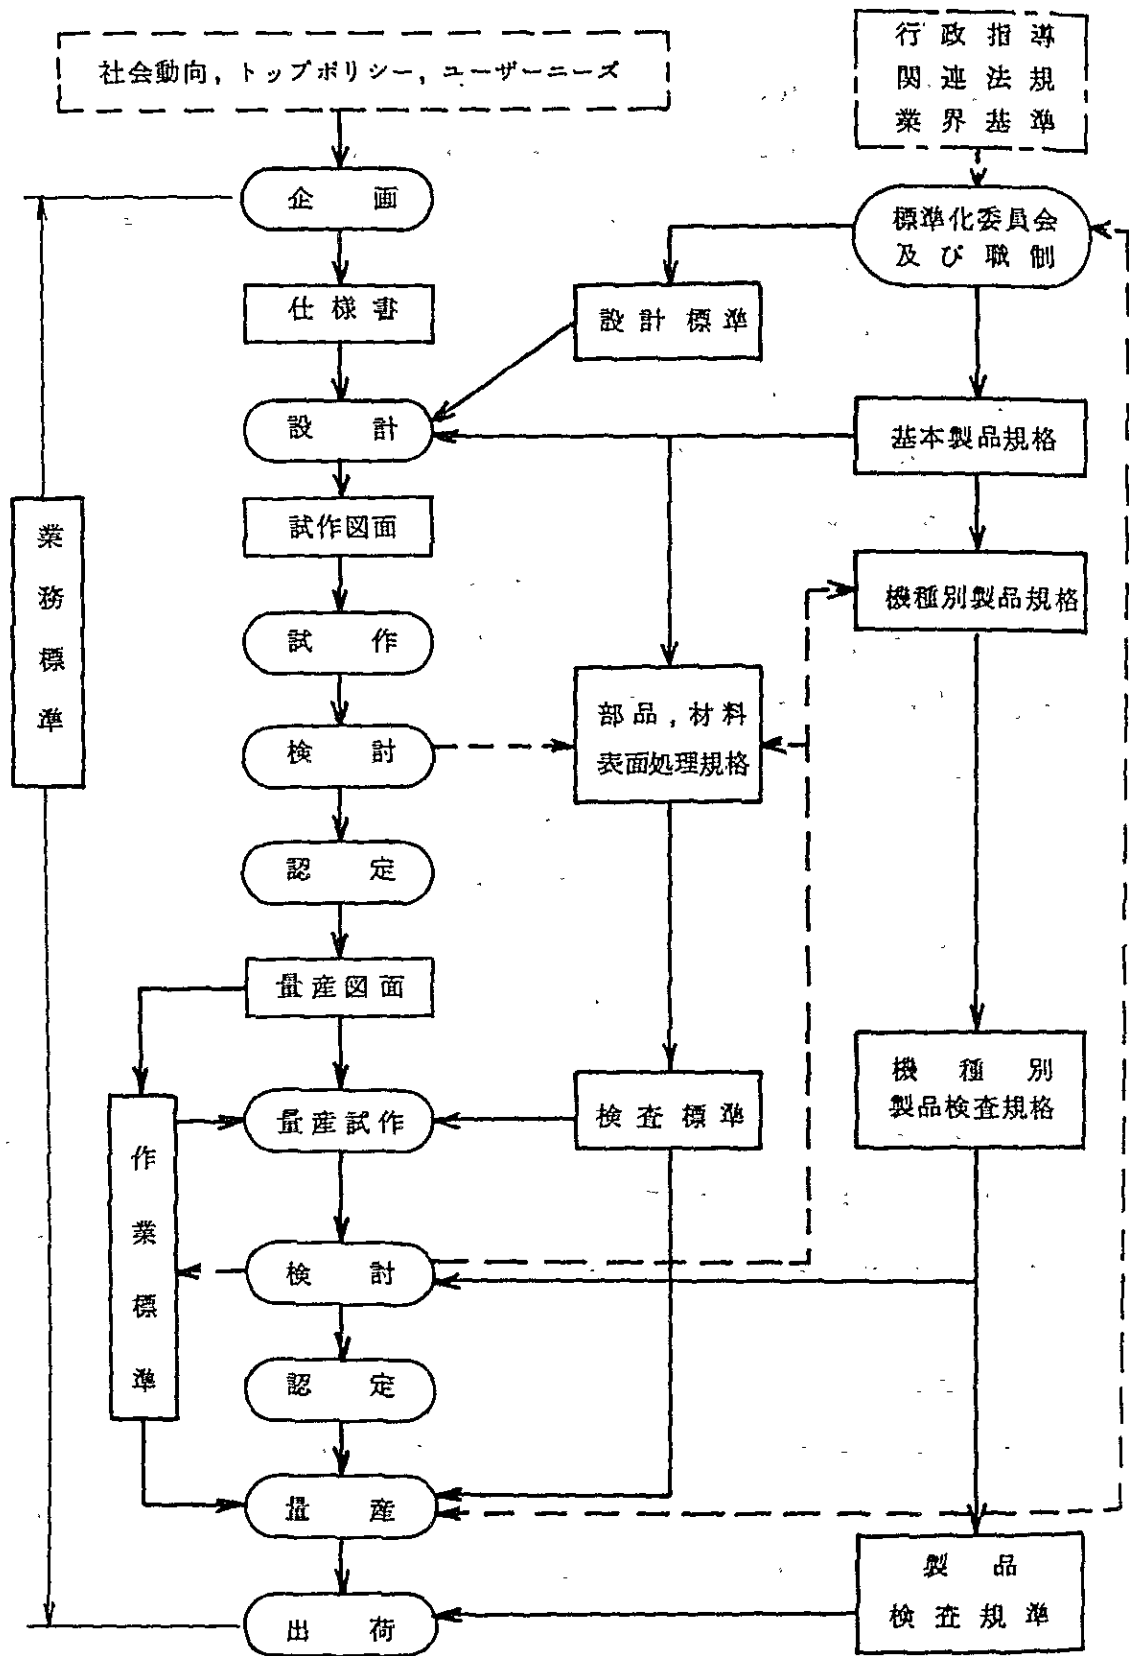 社会動向,トップポリシー,ユーザーニーズ
行政指導
関連法規
業界基準
企画
標準化委員会
及び職制
仕様書
設計標準
設計
基本製品規格
試作図面
業務標準
機種別製品規格
試作
部品,材料
表面処理規格
検討
認定
量産図面
機種別
製品検査規格
量産試作
検査標準
作業標準
検討
認定
量産
製品
検査規準
出荷